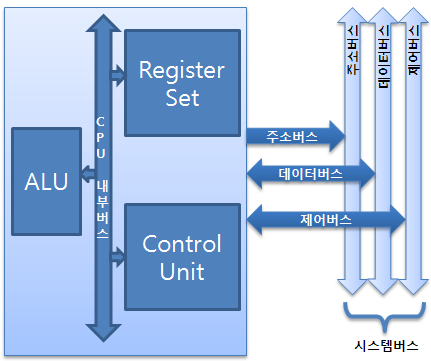 Register
Set
ALU
CPU 내부버스
Control
Unit
주소버스
데이터버스
제어버스
주소버스
데이터버스
제어버스
시스템버스